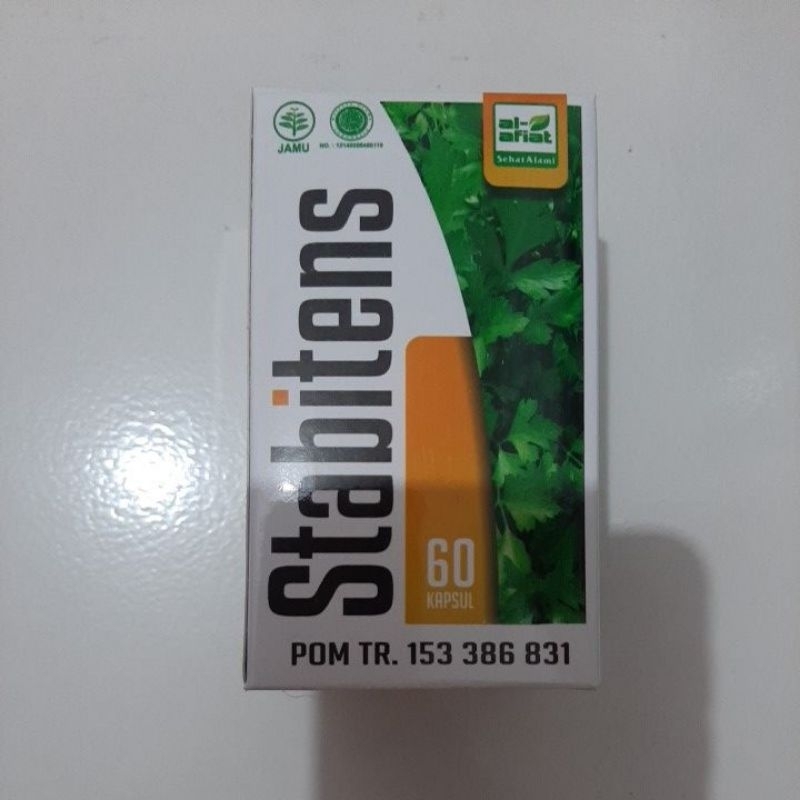 JAMU
al-afiat
Sehat Alami
Stabitens
60
KAPSUL
POM TR. 153 386 831